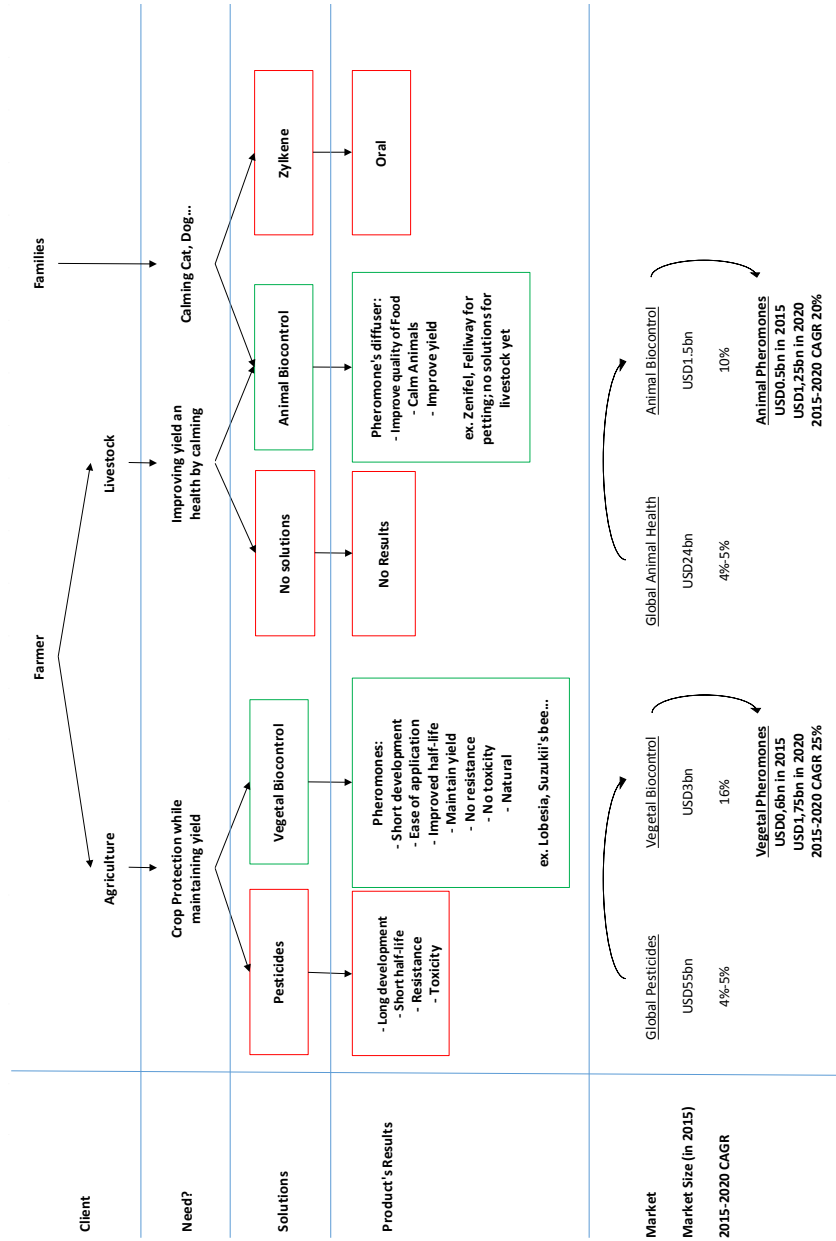 Client
Farmer
Families
Agriculture
Livestock
Need?
Crop Protection while
maintaining yield
Improving yield an
health by calming
Calming Cat, Dog...
Solutions
Pesticides
Vegetal Biocontrol
No solutions
Animal Biocontrol
Zylkene
Product's Results
- Long development
- Short half-life
- Resistance
- Toxicity
Pheromones:
- Short development
- Ease of application
- Improved half-life
- Maintain yield
- No resistance
- No toxicity
- Natural
ex. Lobesia, Suzukii's bee...
No Results
Pheromone's diffuser:
- Improve quality of Food
- Calm Animals
- Improve yield
ex. Zenifel, Felliway for
petting; no solutions for
livestock yet
Oral
Market
Global Pesticides
Vegetal Biocontrol
Global Animal Health
Animal Biocontrol
Market Size (in 2015)
USD55bn
USD3bn
USD24bn
USD1.5bn
2015-2020 CAGR
4%-5%
16%
4%-5%
10%
Vegetal Pheromones
USD0,6bn in 2015
USD1,75bn in 2020
2015-2020 CAGR 25%
Animal Pheromones
USD0.5bn in 2015
USD1,25bn in 2020
2015-2020 CAGR 20%